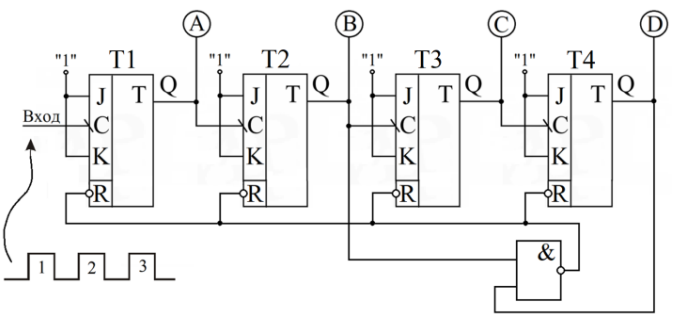 A B C D
"1" T1 "1" T2 "1" T3 "1" T4
J T Q J T Q J T Q J T Q
Вход C C C C
K K K K
R R R R
&
1 2 3